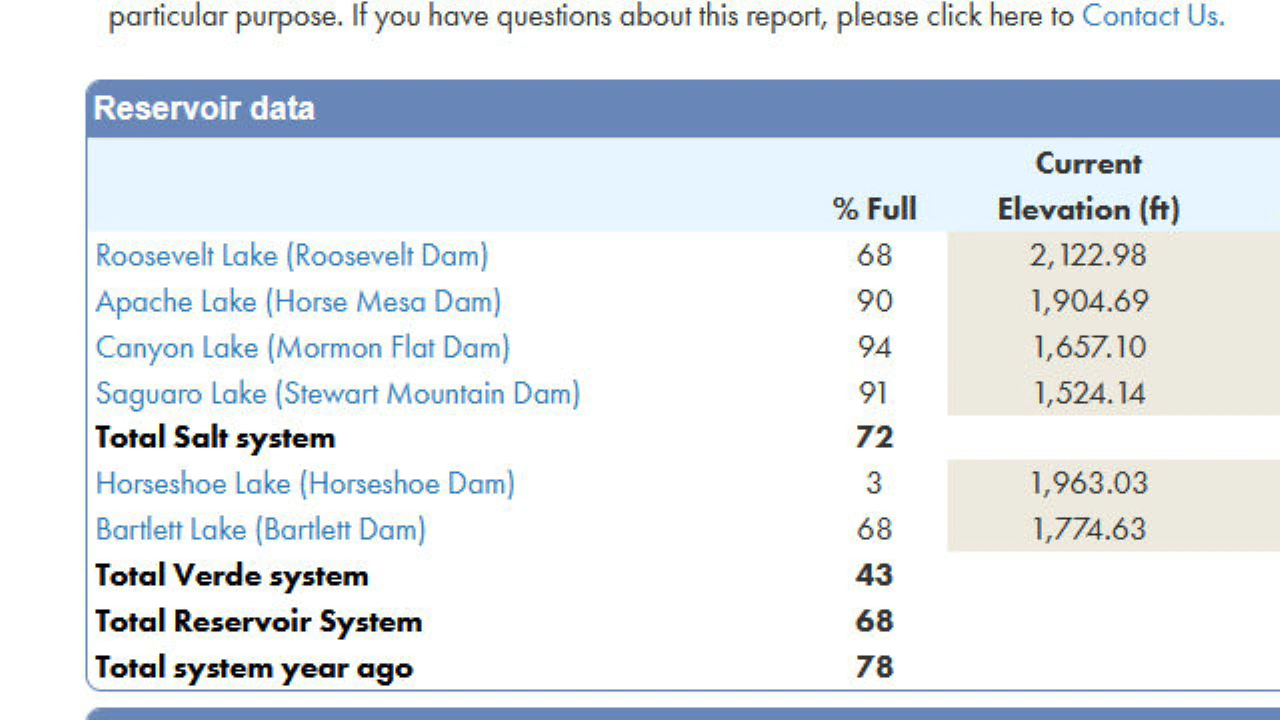 particular purpose. If you have questions about this report, please click here to Contact Us.
Reservoir data
Current
% Full Elevation (ft)
Roosevelt Lake (Roosevelt Dam) 68 2,122.98
Apache Lake (Horse Mesa Dam) 90 1,904.69
Canyon Lake (Mormon Flat Dam) 94 1,657.10
Saguaro Lake (Stewart Mountain Dam) 91 1,524.14
Total Salt system 72
Horseshoe Lake (Horseshoe Dam) 3 1,963.03
Bartlett Lake (Bartlett Dam) 68 1,774.63
Total Verde system 43
Total Reservoir System 68
Total system year ago 78